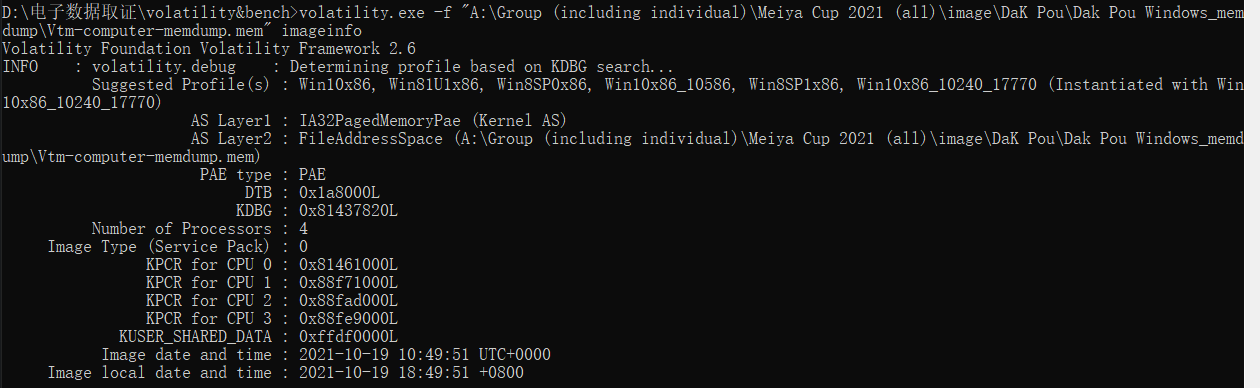 D:\电子数据取证\volatility&bench>volatility.exe -f "A:\Group (including individual)\Meiya Cup 2021 (all)\image\DaK Pou\Dak Pou Windows_mem
dump\Vtm-computer-memdump.mem" imageinfo
Volatility Foundation Volatility Framework 2.6
INFO    : volatility.debug    : Determining profile based on KDBG search...
          Suggested Profile(s) : Win10x86, Win81U1x86, Win8SP0x86, Win10x86_10586, Win8SP1x86, Win10x86_10240_17770 (Instantiated with Win
10x86_10240_17770)
                     AS Layer1 : IA32PagedMemoryPae (Kernel AS)
                     AS Layer2 : FileAddressSpace (A:\Group (including individual)\Meiya Cup 2021 (all)\image\DaK Pou\Dak Pou Windows_memd
ump\Vtm-computer-memdump.mem)
                      PAE type : PAE
                           DTB : 0x1a8000L
                          KDBG : 0x81437820L
          Number of Processors : 4
     Image Type (Service Pack) : 0
                KPCR for CPU 0 : 0x81461000L
                KPCR for CPU 1 : 0x88f71000L
                KPCR for CPU 2 : 0x88fad000L
                KPCR for CPU 3 : 0x88fe9000L
             KUSER_SHARED_DATA : 0xffdf0000L
           Image date and time : 2021-10-19 10:49:51 UTC+0000
     Image local date and time : 2021-10-19 18:49:51 +0800